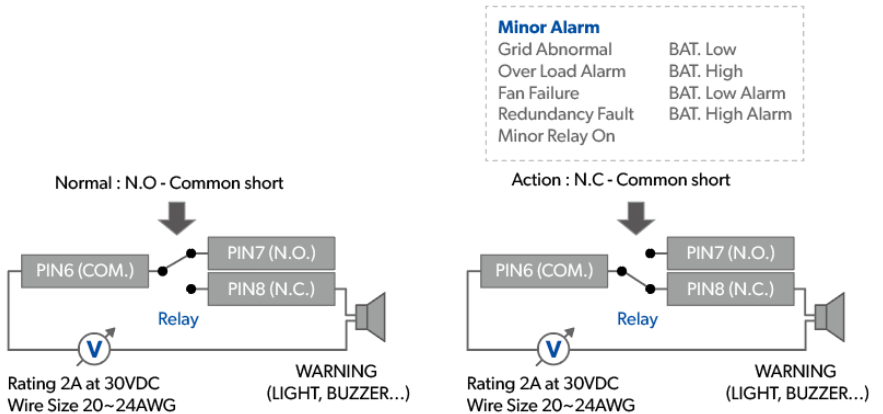 Minor Alarm
Grid Abnormal BAT. Low
Over Load Alarm BAT. High
Fan Failure BAT. Low Alarm
Redundancy Fault BAT. High Alarm
Minor Relay On
Normal : N.O - Common short
PIN6 (COM.)
PIN7 (N.O.)
PIN8 (N.C.)
Relay
V
Rating 2A at 30VDC
Wire Size 20~24AWG
WARNING
(LIGHT, BUZZER...)
Action : N.C - Common short
PIN6 (COM.)
PIN7 (N.O.)
PIN8 (N.C.)
Relay
V
Rating 2A at 30VDC
Wire Size 20~24AWG
WARNING
(LIGHT, BUZZER...)